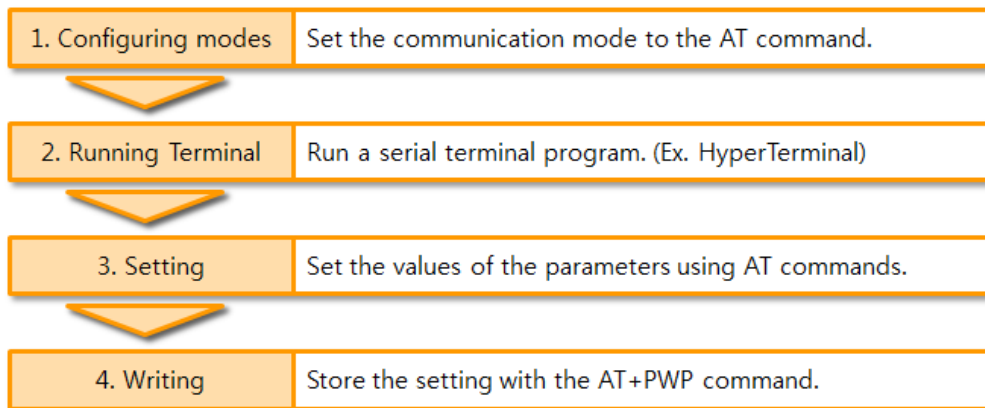 1. Configuring modes
Set the communication mode to the AT command.
2. Running Terminal
Run a serial terminal program. (Ex. HyperTerminal)
3. Setting
Set the values of the parameters using AT commands.
4. Writing
Store the setting with the AT+PWP command.